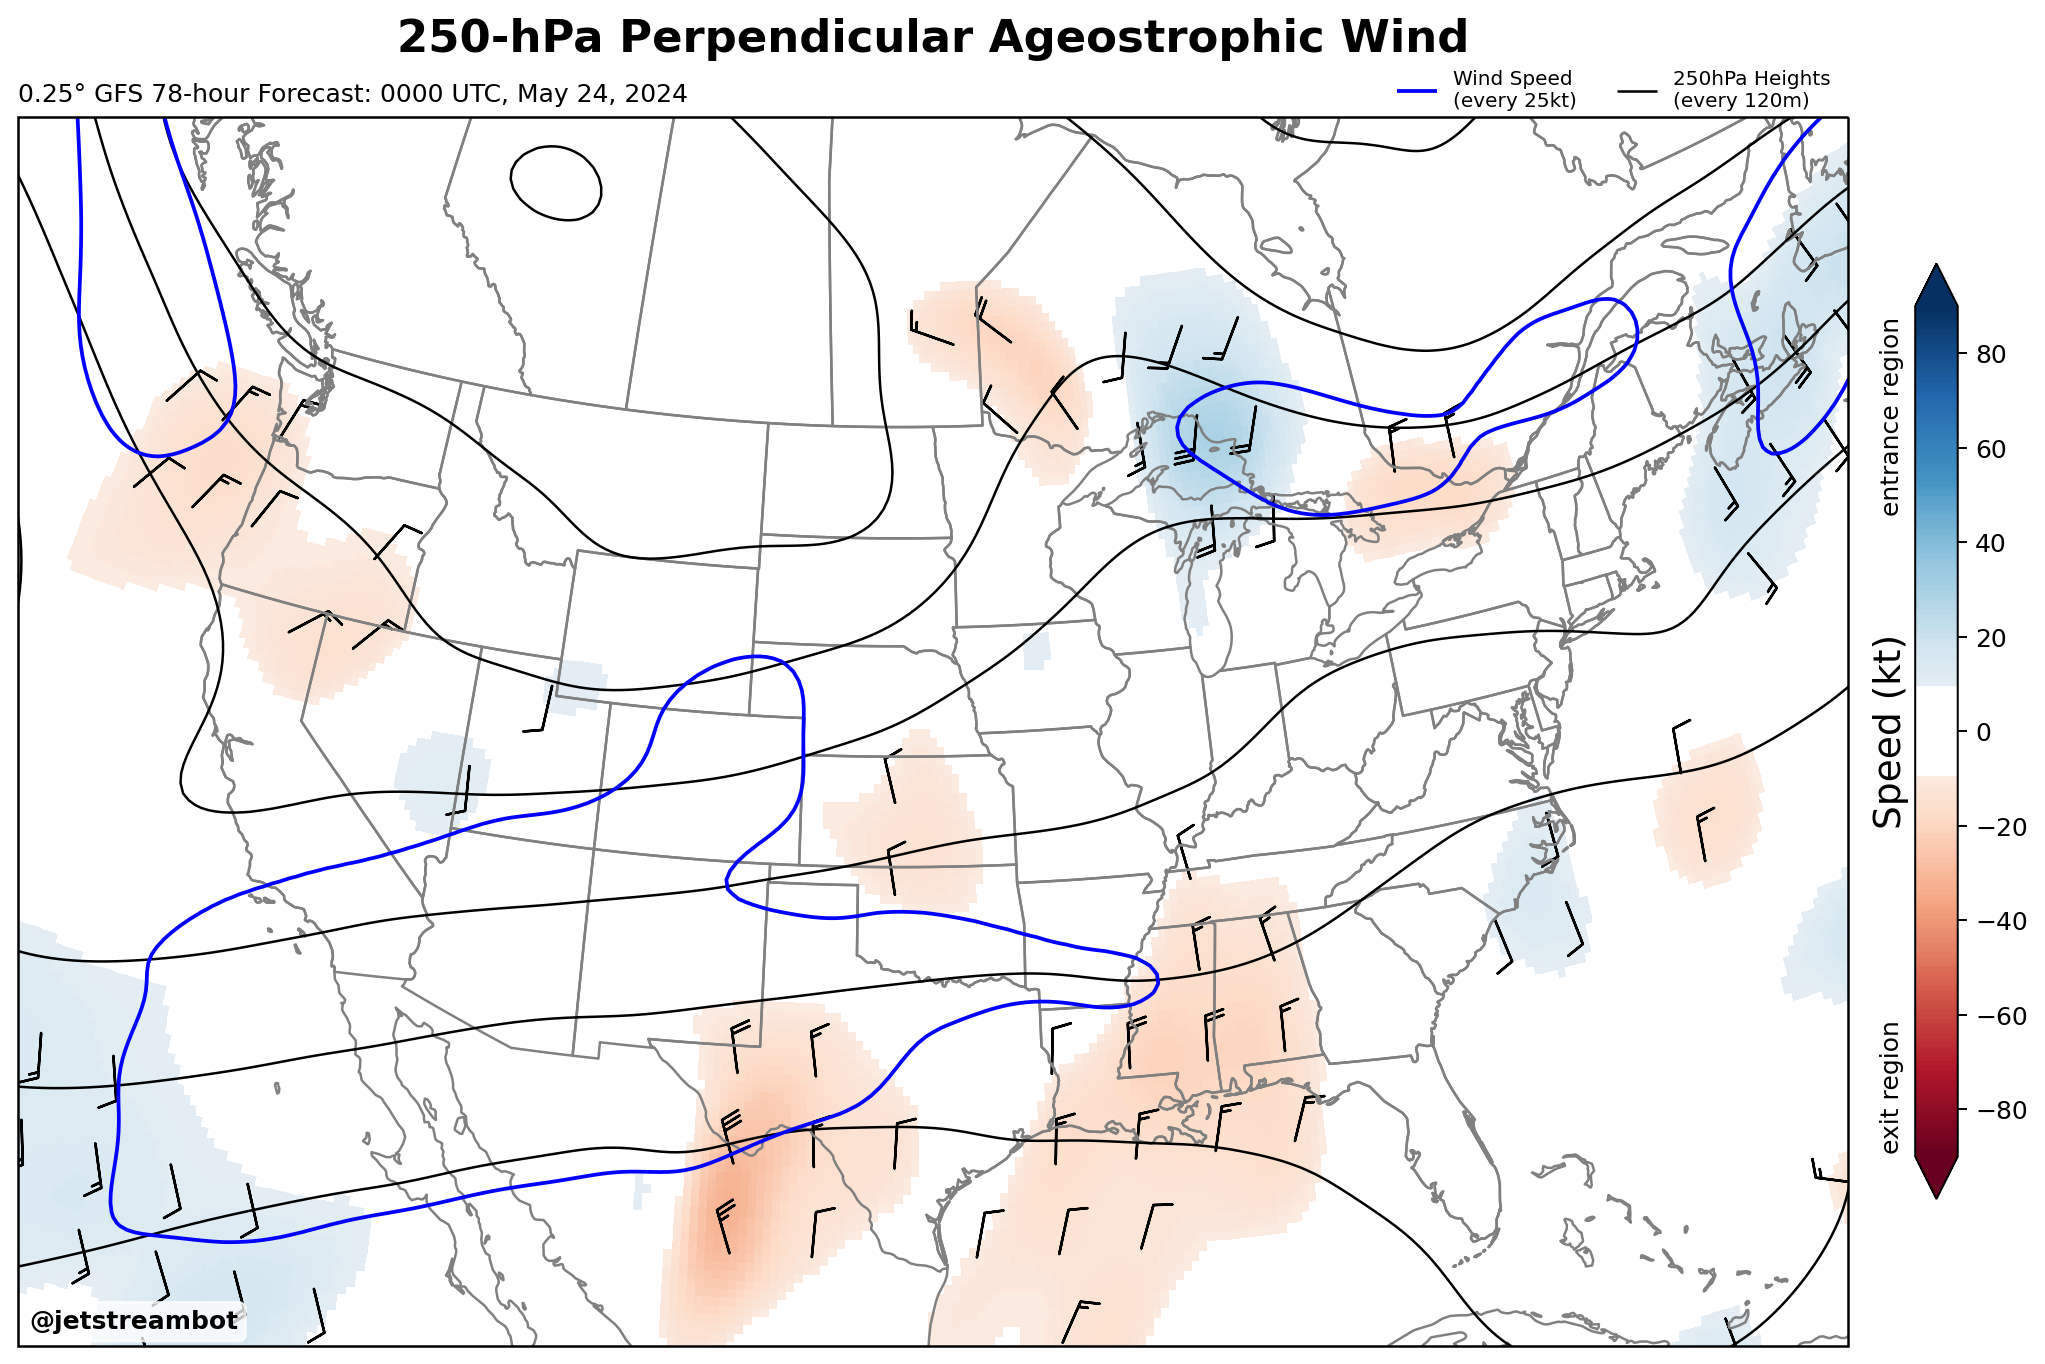 250-hPa Perpendicular Ageostrophic Wind
0.25° GFS 78-hour Forecast: 0000 UTC, May 24, 2024
Wind Speed
(every 25kt)
250hPa Heights
(every 120m)
entrance region
exit region
Speed (kt)
80
60
40
20
0
−20
−40
−60
−80
@jetstreambot